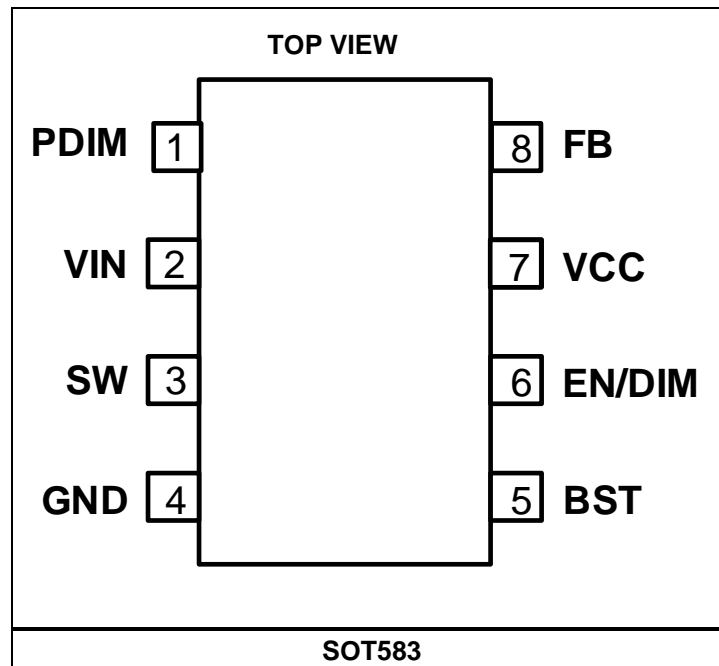 TOP VIEW
PDIM 1 8 FB
VIN 2 7 VCC
SW 3 6 EN/DIM
GND 4 5 BST
SOT583